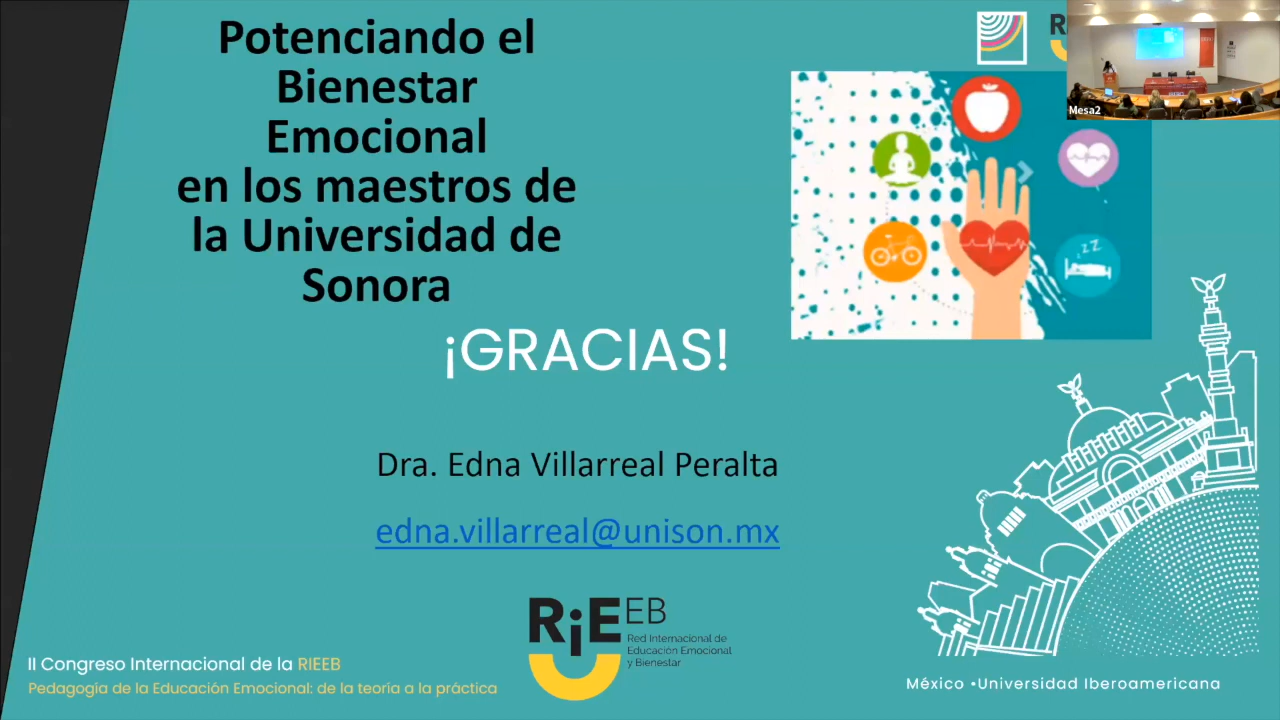 Potenciando el
Bienestar
Emocional
en los maestros de
la Universidad de
Sonora
¡GRACIAS!
Dra. Edna Villarreal Peralta
edna.villarreal@unison.mx
Mesa2
zzz
RiEEB
Red Internacional de
Educación Emocional
y Bienestar
II Congreso Internacional de la RIEEB
Pedagogía de la Educación Emocional: de la teoría a la práctica
México •Universidad Iberoamericana